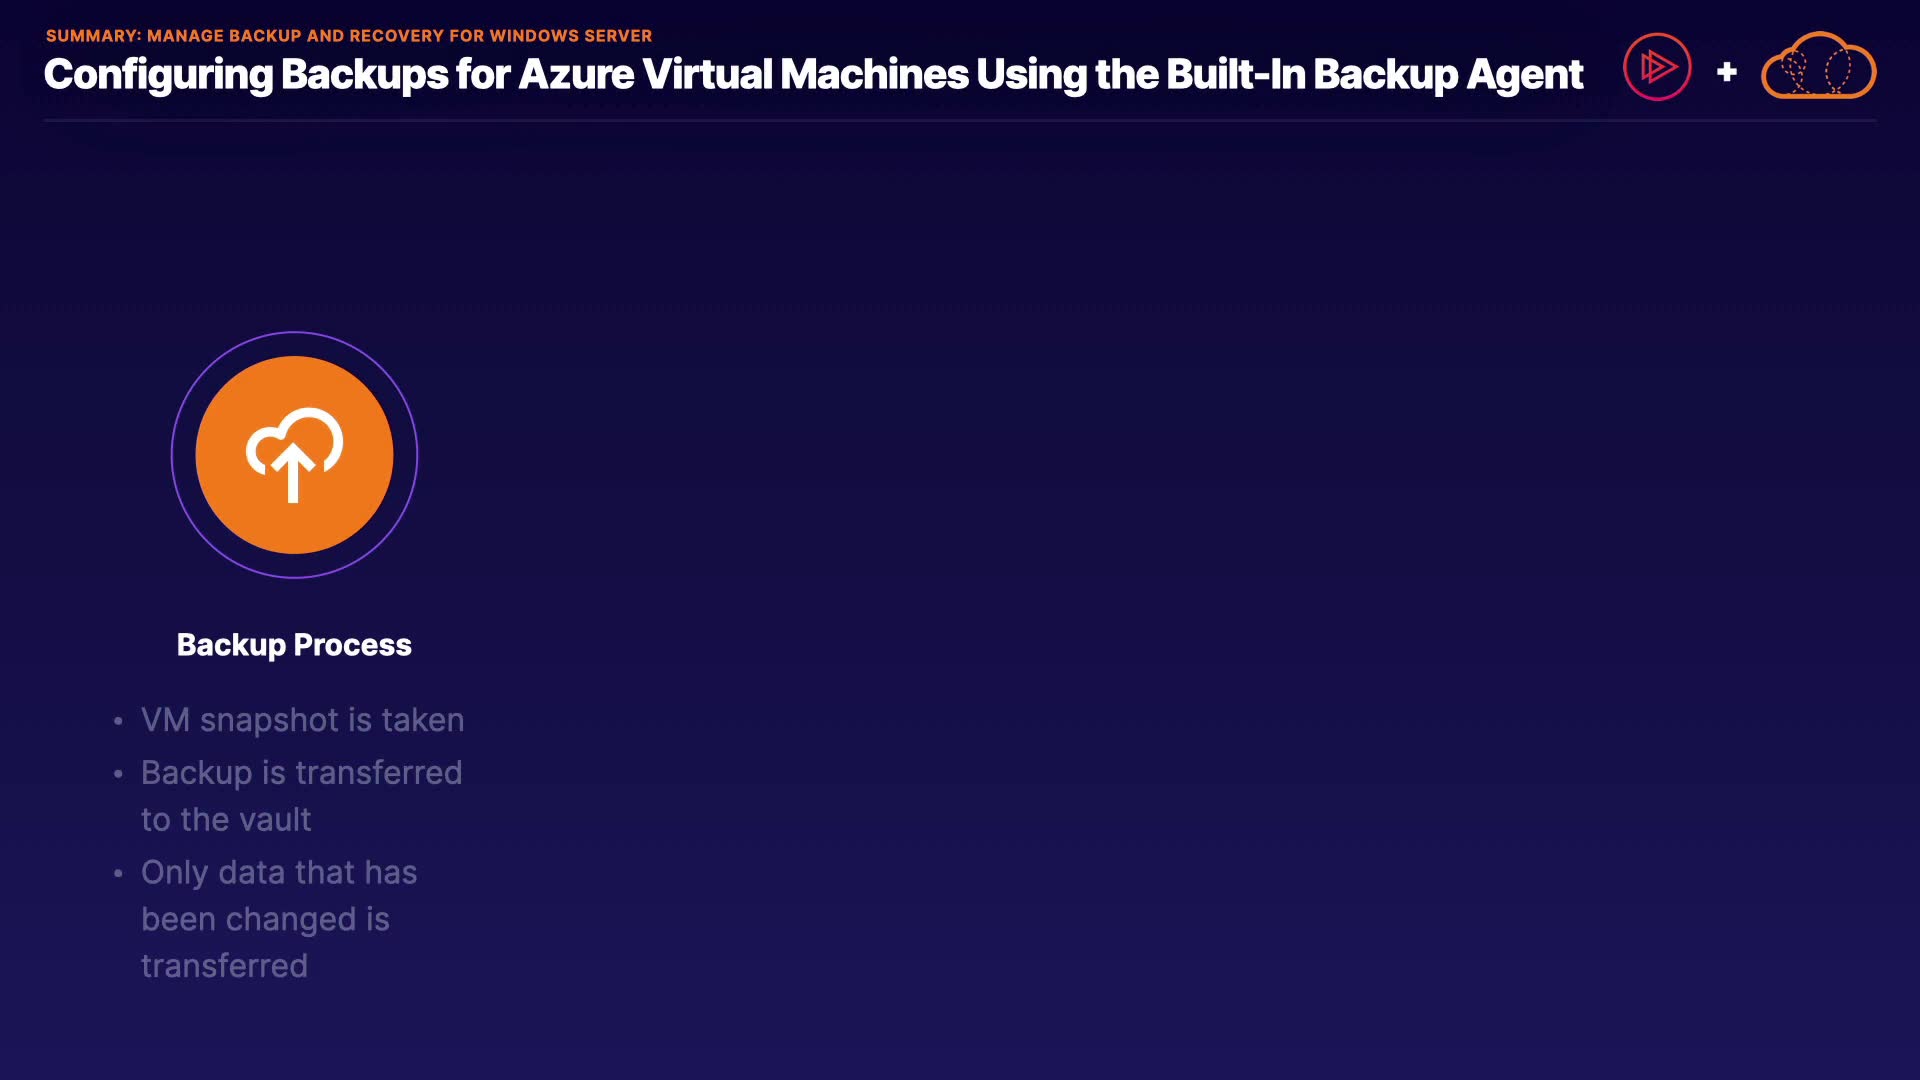 SUMMARY: MANAGE BACKUP AND RECOVERY FOR WINDOWS SERVER
Configuring Backups for Azure Virtual Machines Using the Built-In Backup Agent
+
Backup Process
• VM snapshot is taken
• Backup is transferred
to the vault
• Only data that has
been changed is
transferred